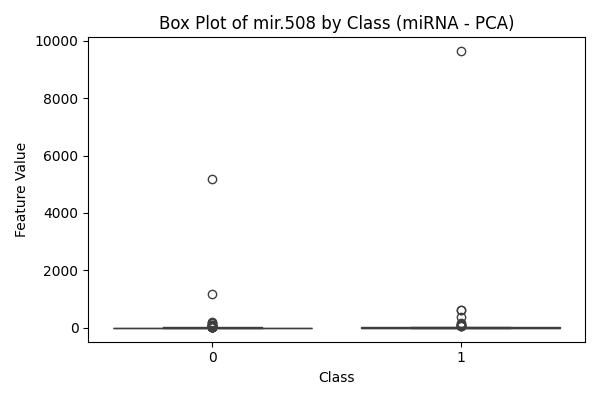 Box Plot of mir.508 by Class (miRNA - PCA)
10000
8000
6000
4000
2000
0
Feature Value
0 1
Class